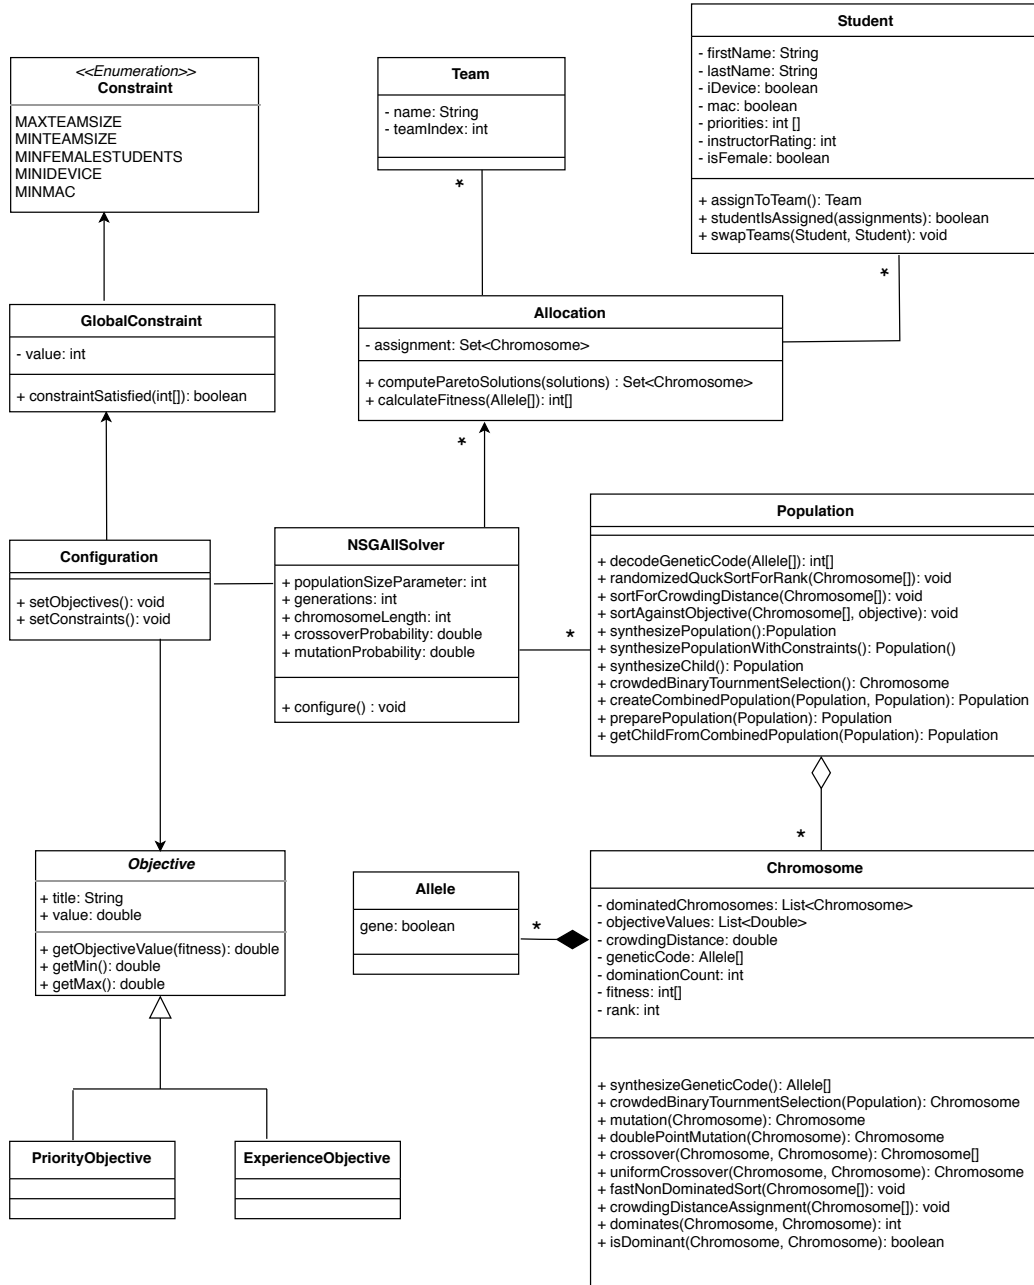 Student
- firstName: String
- lastName: String
- iDevice: boolean
- mac: boolean
- priorities: int []
- instructorRating: int
- isFemale: boolean
+ assignToTeam(): Team
+ studentIsAssigned(assignments): boolean
+ swapTeams(Student, Student): void
*
<<Enumeration>>
Constraint
MAXTEAMSIZE
MINTEAMSIZE
MINFEMALESTUDENTS
MINIDEVICE
MINMAC
Team
- name: String
- teamIndex: int
*
GlobalConstraint
- value: int
+ constraintSatisfied(int[]): boolean
Allocation
- assignment: Set<Chromosome>
+ computeParetoSolutions(solutions) : Set<Chromosome>
+ calculateFitness(Allele[]): int[]
*
Configuration
+ setObjectives(): void
+ setConstraints(): void
NSGAIISolver
+ populationSizeParameter: int
+ generations: int
+ chromosomeLength: int
+ crossoverProbability: double
+ mutationProbability: double
+ configure() : void
*
Population
+ decodeGeneticCode(Allele[]): int[]
+ randomizedQuckSortForRank(Chromosome[]): void
+ sortForCrowdingDistance(Chromosome[]): void
+ sortAgainstObjective(Chromosome[], objective): void
+ synthesizePopulation():Population
+ synthesizePopulationWithConstraints(): Population()
+ synthesizeChild(): Population
+ crowdedBinaryTournmentSelection(): Chromosome
+ createCombinedPopulation(Population, Population): Population
+ preparePopulation(Population): Population
+ getChildFromCombinedPopulation(Population): Population
*
Objective
+ title: String
+ value: double
+ getObjectiveValue(fitness): double
+ getMin(): double
+ getMax(): double
Allele
gene: boolean
*
Chromosome
- dominatedChromosomes: List<Chromosome>
- objectiveValues: List<Double>
- crowdingDistance: double
- geneticCode: Allele[]
- dominationCount: int
- fitness: int[]
- rank: int
+ synthesizeGeneticCode(): Allele[]
+ crowdedBinaryTournmentSelection(Population): Chromosome
+ mutation(Chromosome): Chromosome
+ doublePointMutation(Chromosome): Chromosome
+ crossover(Chromosome, Chromosome): Chromosome[]
+ uniformCrossover(Chromosome, Chromosome): Chromosome
+ fastNonDominatedSort(Chromosome[]): void
+ crowdingDistanceAssignment(Chromosome[]): void
+ dominates(Chromosome, Chromosome): int
+ isDominant(Chromosome, Chromosome): boolean
PriorityObjective
ExperienceObjective